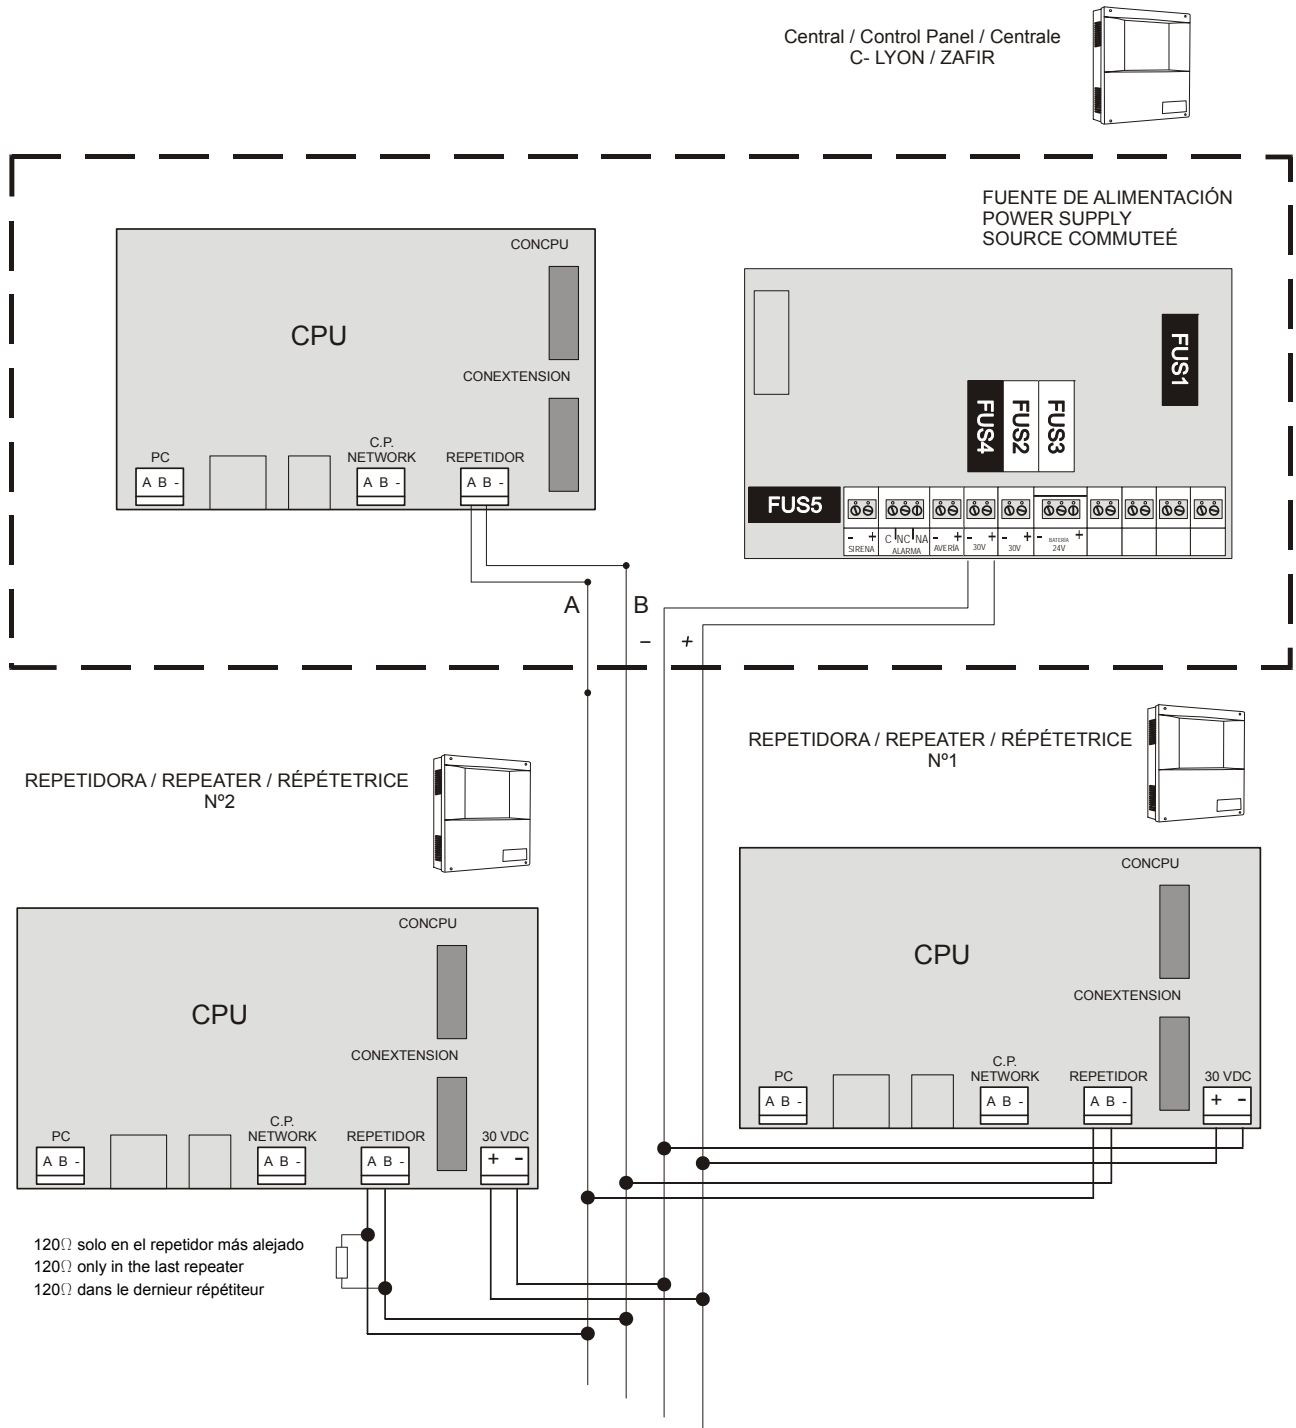 Central / Control Panel / Centrale
C- LYON / ZAFIR
FUENTE DE ALIMENTACIÓN
POWER SUPPLY
SOURCE COMMUTEÉ
CONCPU
CPU
CONEXTENSION
PC
A B -
C.P.
NETWORK
A B -
REPETIDOR
A B -
FUS1
FUS4
FUS2
FUS3
FUS5
- +
SIRENA
C NC NA
ALARMA
- +
AVERÍA
- +
30V
- +
30V
- BATERÍA +
24V
A
B
–
+
REPETIDORA / REPEATER / RÉPÉTETRICE
Nº1
REPETIDORA / REPEATER / RÉPÉTETRICE
Nº2
CONCPU
CPU
CONEXTENSION
PC
A B -
C.P.
NETWORK
A B -
REPETIDOR
A B -
30 VDC
+ -
CONCPU
CPU
CONEXTENSION
PC
A B -
C.P.
NETWORK
A B -
REPETIDOR
A B -
30 VDC
+ -
120Ω solo en el repetidor más alejado
120Ω only in the last repeater
120Ω dans le dernieur répétiteur